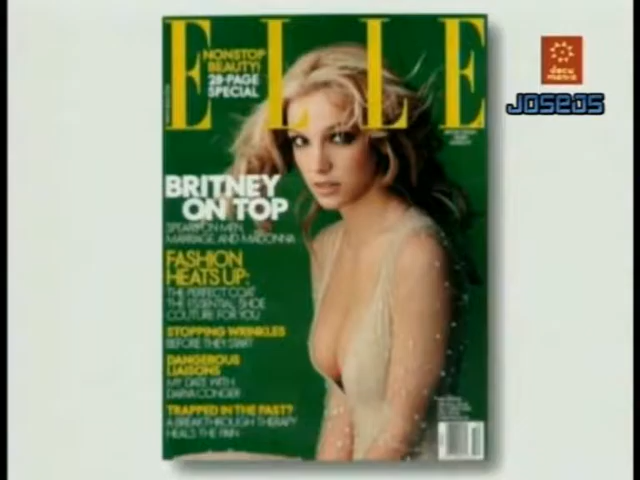 ELLE
NONSTOP
BEAUTY!
28-PAGE
SPECIAL
docu
mania
JOSEOS
BRITNEY
ON TOP
SPEARS ON MEN,
MARRIAGE, AND MADONNA
FASHION
HEATS UP:
THE PERFECT COAT
THE ESSENTIAL SHOE
COUTURE FOR YOU
STOPPING WRINKLES
BEFORE THEY START
DANGEROUS
LIAISONS
MY DATE WITH
DARYA CONGER
TRAPPED IN THE PAST?
A BREAKTHROUGH THERAPY
HEALS THE PAIN